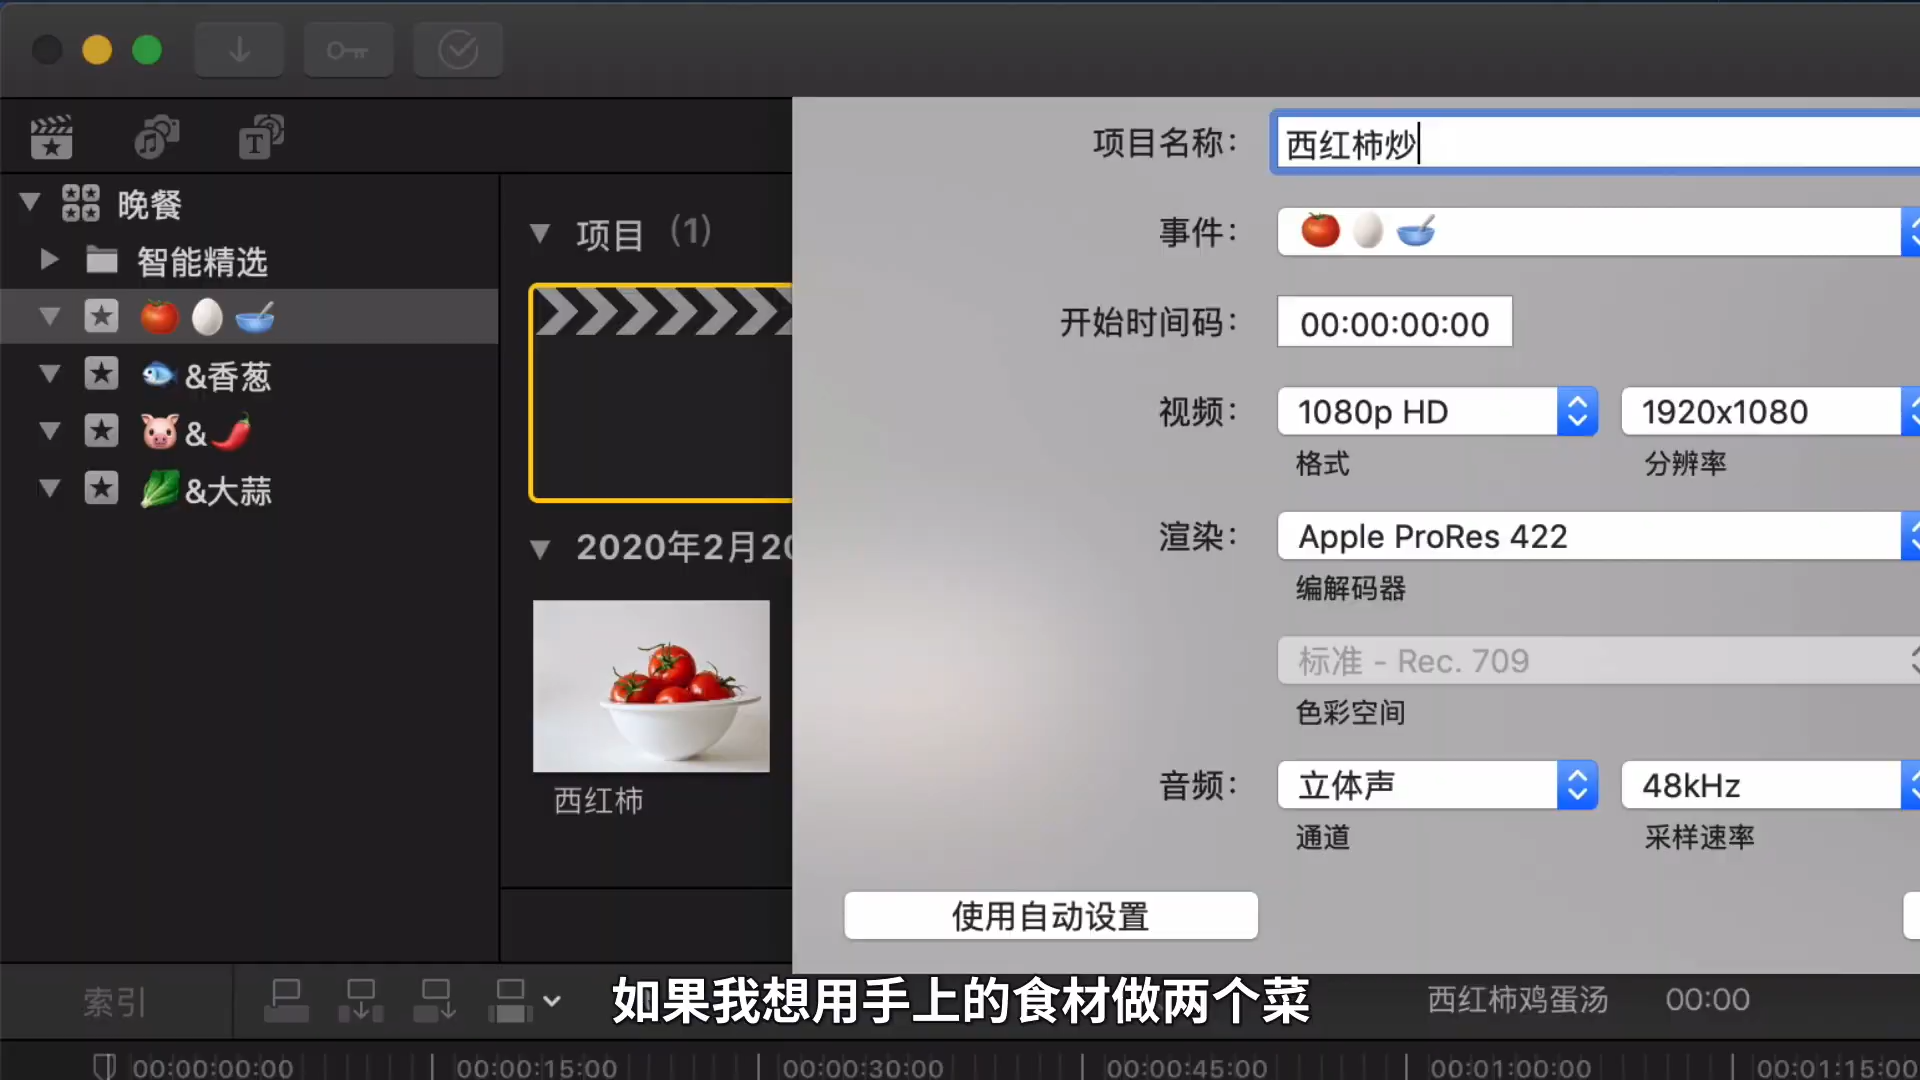 晚餐
智能精选
&香葱
&
&大蒜
项目 (1)
2020年2月20
西红柿
项目名称：
西红柿炒
事件：
开始时间码：
00:00:00:00
视频：
1080p HD
1920x1080
格式
分辨率
渲染：
Apple ProRes 422
编解码器
标准 - Rec. 709
色彩空间
音频：
立体声
48kHz
通道
采样速率
使用自动设置
索引
如果我想用手上的食材做两个菜
西红柿鸡蛋汤
00:00
00:00:00:00
00:00:15:00
00:00:30:00
00:00:45:00
00:01:00:00
00:01:15:00